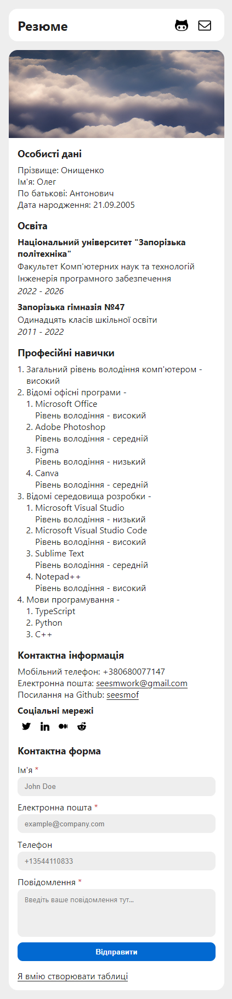 Резюме
Особисті дані
Прізвище: Онищенко
Ім'я: Олег
По батькові: Антонович
Дата народження: 21.09.2005
Освіта
Національний університет "Запорізька
політехніка"
Факультет Комп'ютерних наук та технологій
Інженерія програмного забезпечення
2022 - 2026
Запорізька гімназія №47
Одинадцять класів шкільної освіти
2011 - 2022
Професійні навички
1. Загальний рівень володіння комп'ютером -
високий
2. Відомі офісні програми -
1. Microsoft Office
Рівень володіння - високий
2. Adobe Photoshop
Рівень володіння - середній
3. Figma
Рівень володіння - низький
4. Canva
Рівень володіння - середній
3. Відомі середовища розробки -
1. Microsoft Visual Studio
Рівень володіння - низький
2. Microsoft Visual Studio Code
Рівень володіння - високий
3. Sublime Text
Рівень володіння - середній
4. Notepad++
Рівень володіння - високий
4. Мови програмування -
1. TypeScript
2. Python
3. C++
Контактна інформація
Мобільний телефон: +380680077147
Електронна пошта: seesmwork@gmail.com
Посилання на Github: seesmof
Соціальні мережі
Контактна форма
Ім'я *
John Doe
Електронна пошта *
example@company.com
Телефон
+13544110833
Повідомлення *
Введіть ваше повідомлення тут...
Відправити
Я вмію створювати таблиці